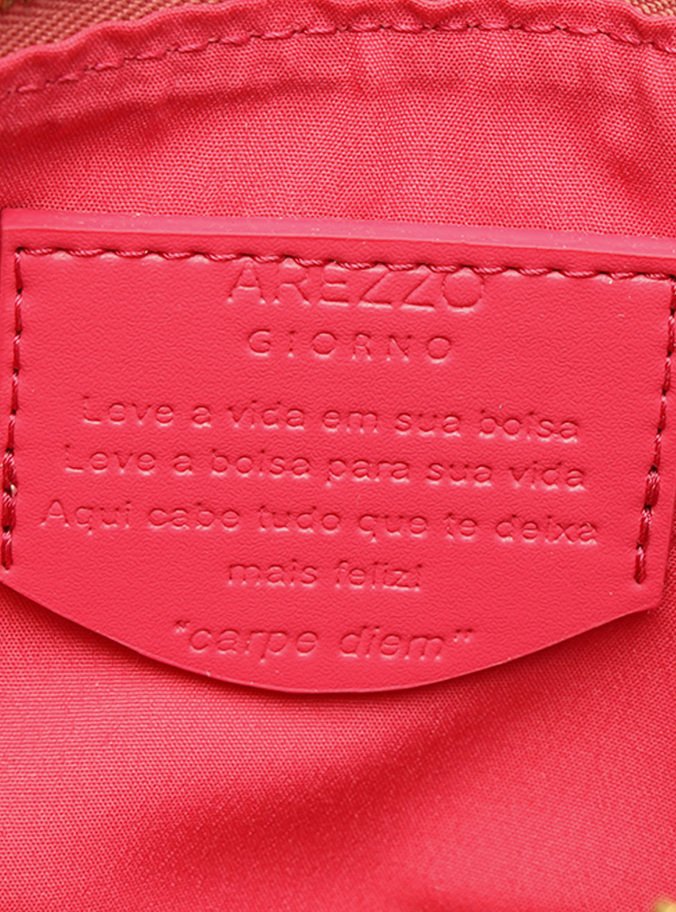 AREZZO
GIORNO
Leve a vida em sua bolsa
Leve a bolsa para sua vida
Aqui cabe tudo que te deixa
mais feliz!
"carpe diem"